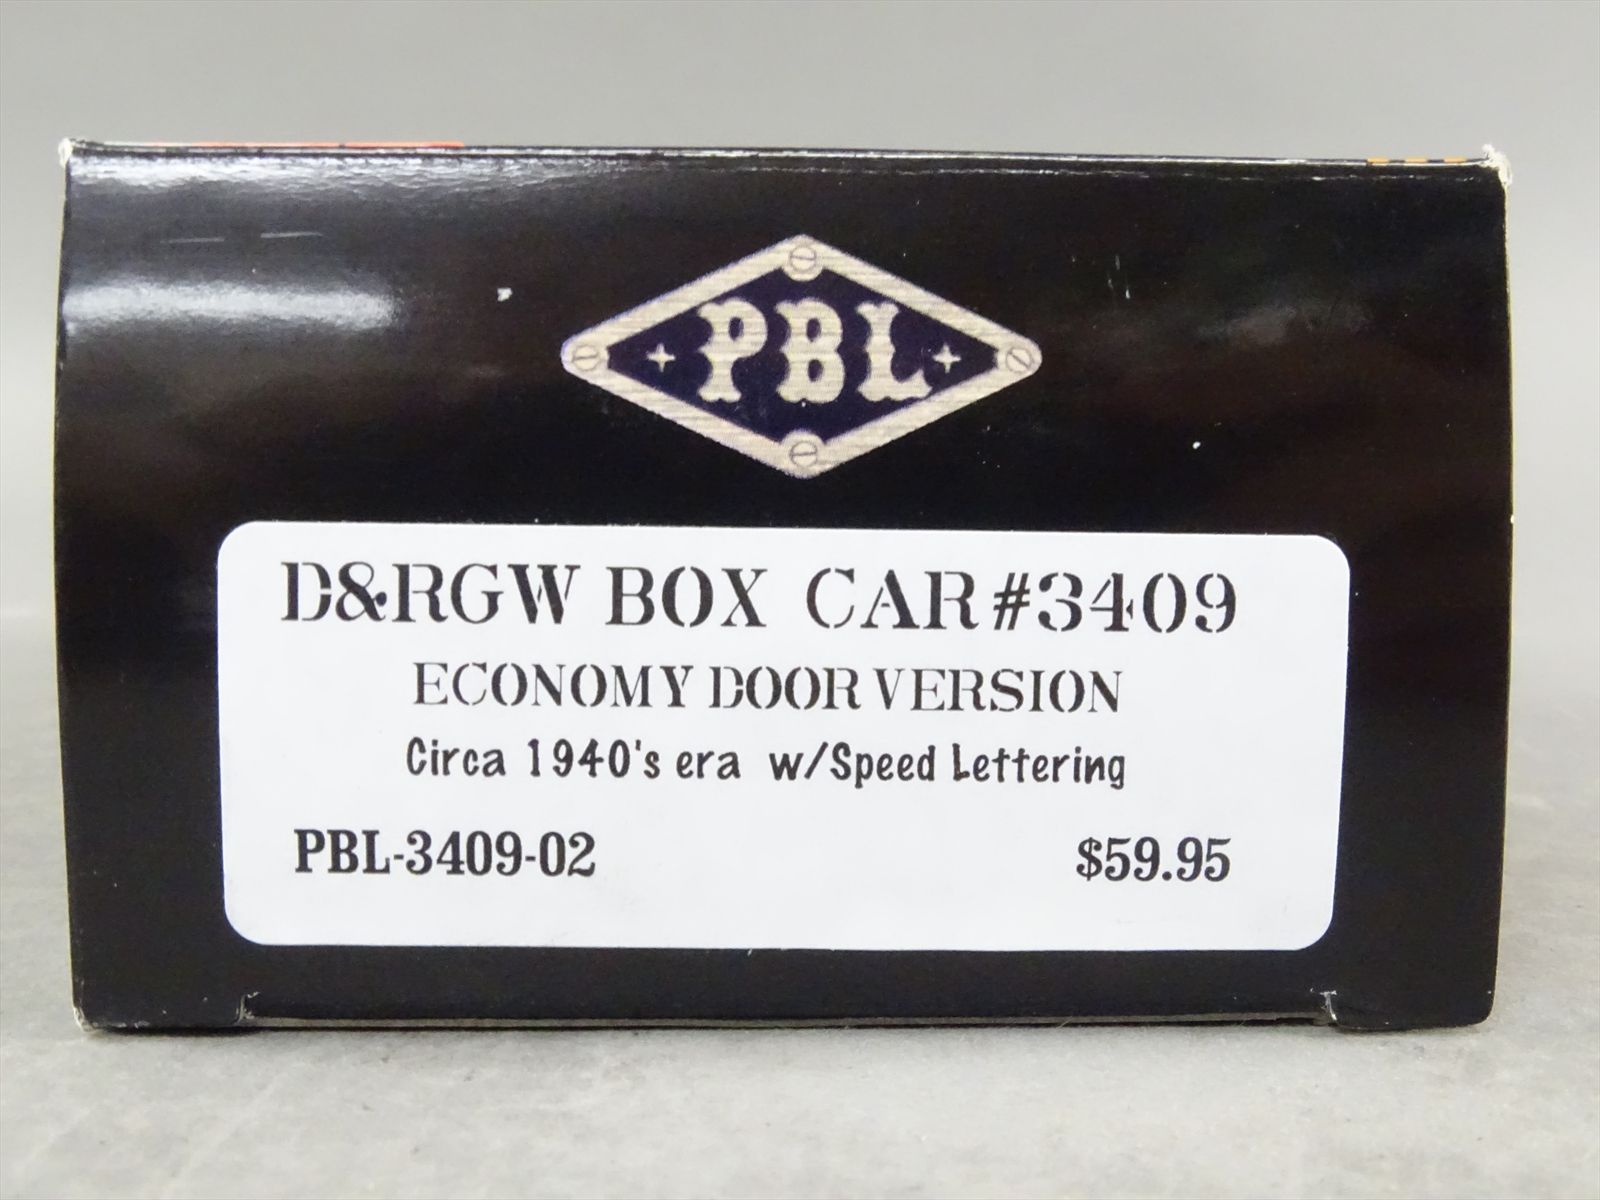 PBL
D&RGW BOX CAR #3409
ECONOMY DOOR VERSION
Circa 1940's era w/Speed Lettering
PBL-3409-02 $59.95